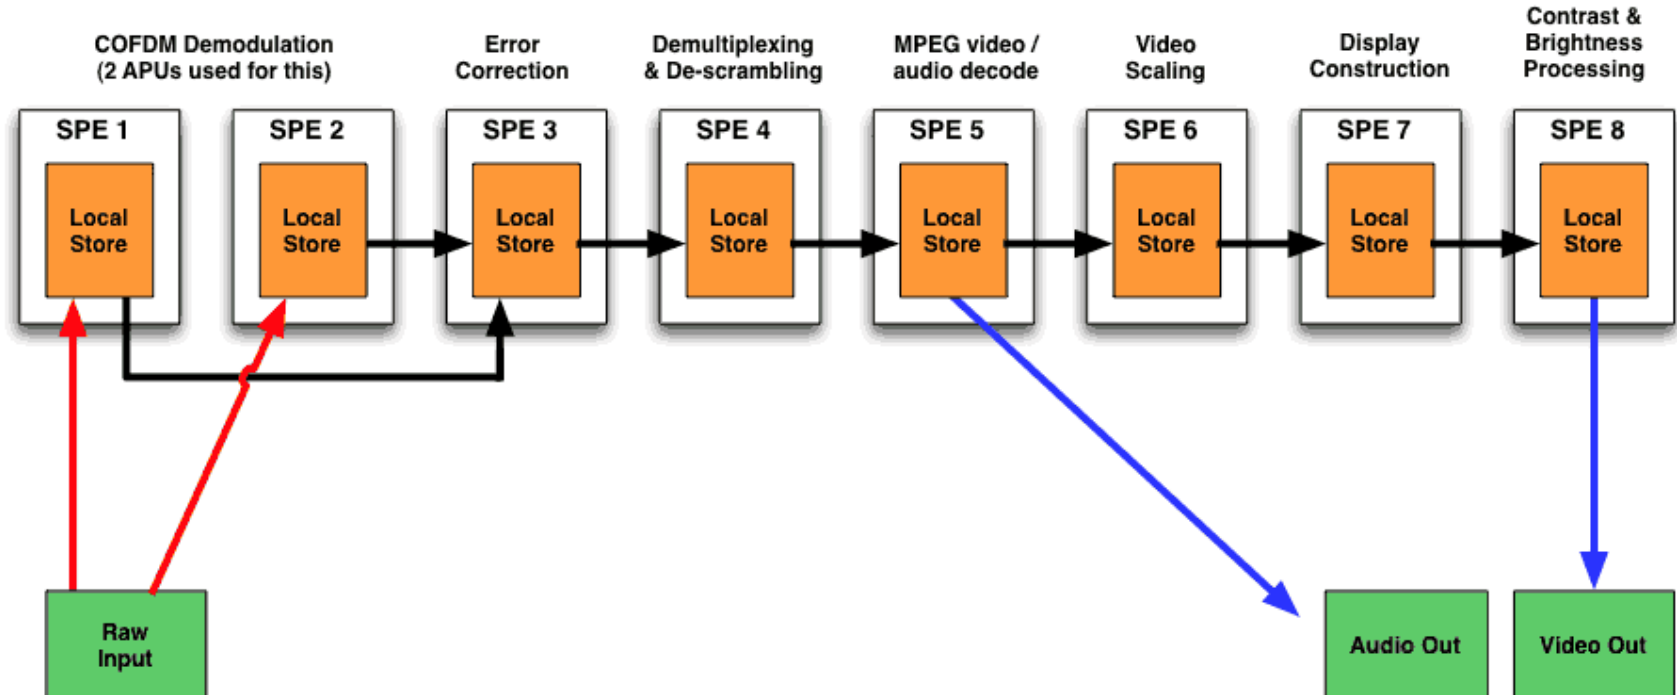 COFDM Demodulation
(2 APUs used for this)
Error
Correction
Demultiplexing
& De-scrambling
MPEG video /
audio decode
Video
Scaling
Display
Construction
Contrast &
Brightness
Processing
SPE 1
SPE 2
SPE 3
SPE 4
SPE 5
SPE 6
SPE 7
SPE 8
Local
Store
Local
Store
Local
Store
Local
Store
Local
Store
Local
Store
Local
Store
Local
Store
Raw
Input
Audio Out
Video Out